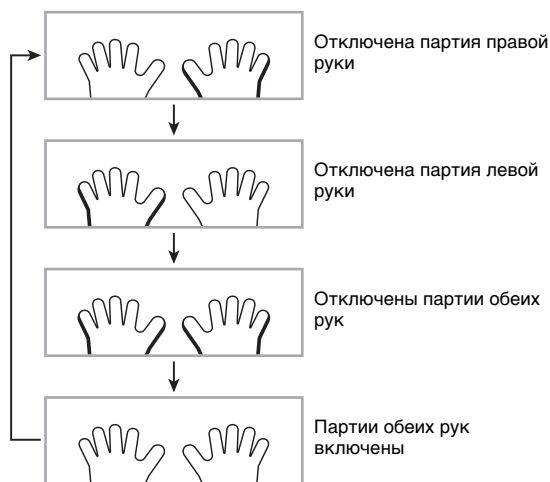 Отключена партия правой
руки
Отключена партия левой
руки
Отключены партии обеих
рук
Партии обеих рук
включены